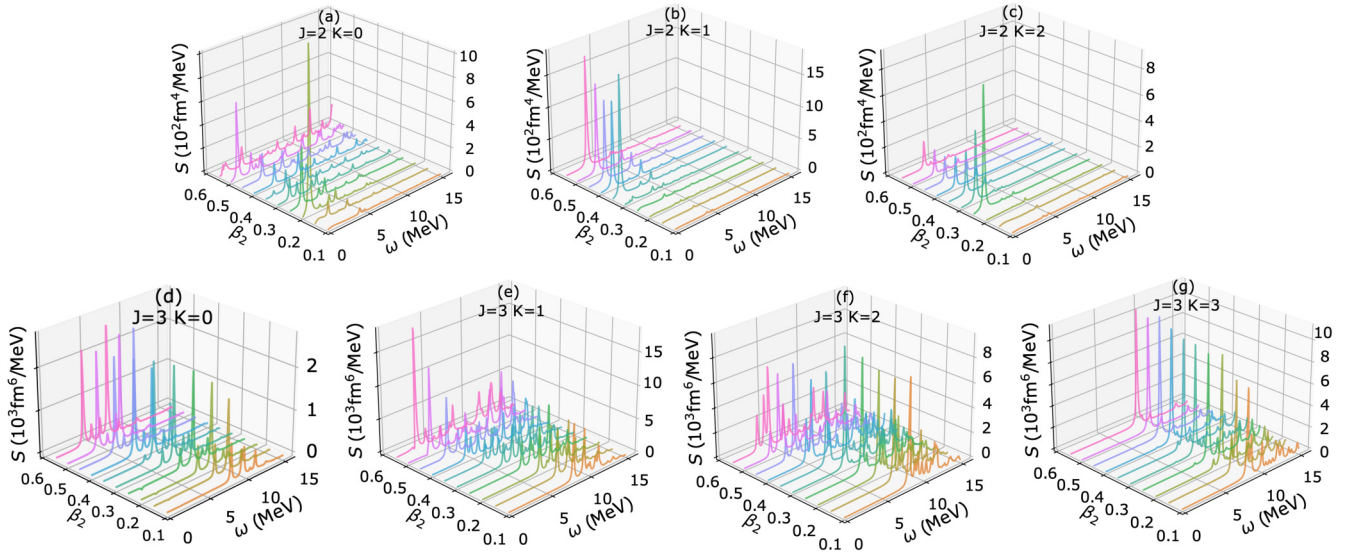 (a)
J=2 K=0
S (10²fm⁴/MeV)
10
8
6
4
2
0
0.6
0.5
0.4
0.3
0.2
0.1
β₂
0
5
10
15
ω (MeV)
(b)
J=2 K=1
S (10²fm⁴/MeV)
15
10
5
0
0.6
0.5
0.4
0.3
0.2
0.1
β₂
0
5
10
15
ω (MeV)
(c)
J=2 K=2
S (10²fm⁴/MeV)
8
6
4
2
0
0.6
0.5
0.4
0.3
0.2
0.1
β₂
0
5
10
15
ω (MeV)
(d)
J=3 K=0
S (10³fm⁶/MeV)
2
1
0
0.6
0.5
0.4
0.3
0.2
0.1
β₂
0
5
10
15
ω (MeV)
(e)
J=3 K=1
S (10³fm⁶/MeV)
15
10
5
0
0.6
0.5
0.4
0.3
0.2
0.1
β₂
0
5
10
15
ω (MeV)
(f)
J=3 K=2
S (10³fm⁶/MeV)
8
6
4
2
0
0.6
0.5
0.4
0.3
0.2
0.1
β₂
0
5
10
15
ω (MeV)
(g)
J=3 K=3
S (10³fm⁶/MeV)
10
8
6
4
2
0
0.6
0.5
0.4
0.3
0.2
0.1
β₂
0
5
10
15
ω (MeV)